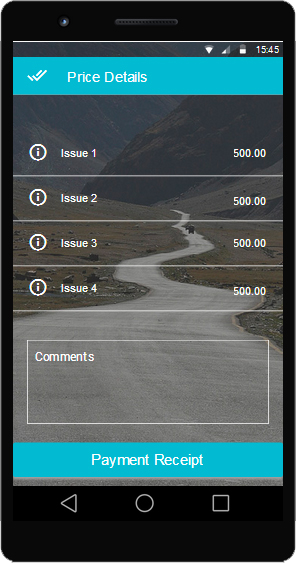 15:45
Price Details
Issue 1 500.00
Issue 2 500.00
Issue 3 500.00
Issue 4 500.00
Comments
Payment Receipt